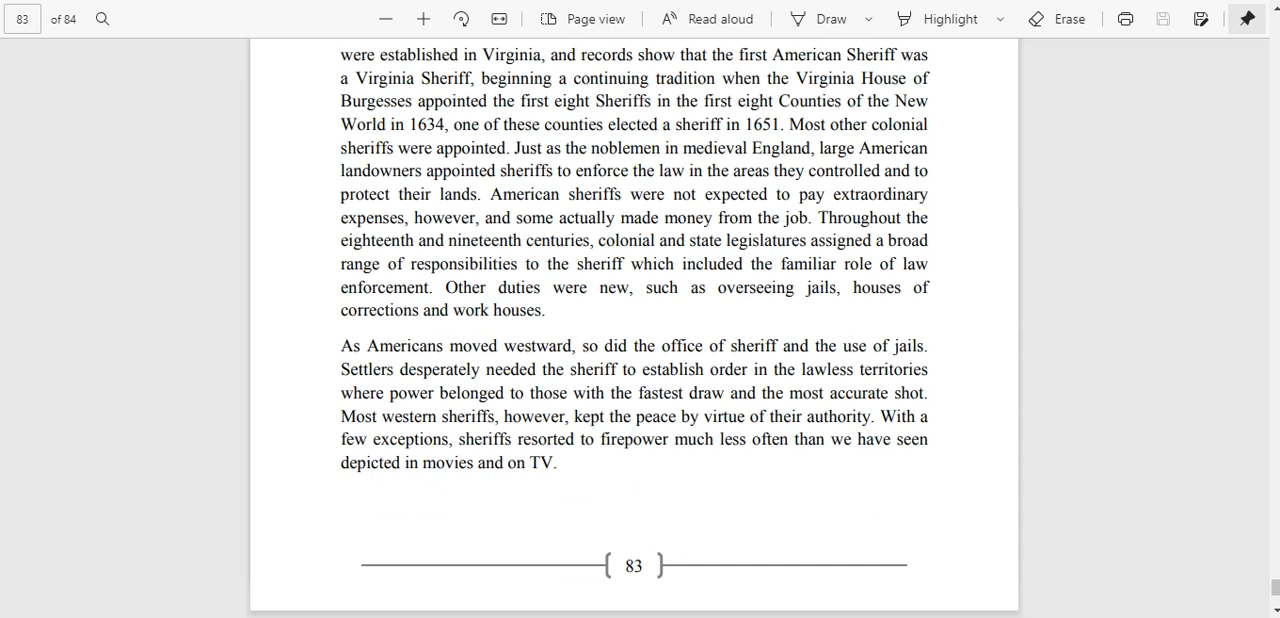 83 of 84 Page view Read aloud Draw Highlight Erase
were established in Virginia, and records show that the first American Sheriff was
a Virginia Sheriff, beginning a continuing tradition when the Virginia House of
Burgesses appointed the first eight Sheriffs in the first eight Counties of the New
World in 1634, one of these counties elected a sheriff in 1651. Most other colonial
sheriffs were appointed. Just as the noblemen in medieval England, large American
landowners appointed sheriffs to enforce the law in the areas they controlled and to
protect their lands. American sheriffs were not expected to pay extraordinary
expenses, however, and some actually made money from the job. Throughout the
eighteenth and nineteenth centuries, colonial and state legislatures assigned a broad
range of responsibilities to the sheriff which included the familiar role of law
enforcement. Other duties were new, such as overseeing jails, houses of
corrections and work houses.
As Americans moved westward, so did the office of sheriff and the use of jails.
Settlers desperately needed the sheriff to establish order in the lawless territories
where power belonged to those with the fastest draw and the most accurate shot.
Most western sheriffs, however, kept the peace by virtue of their authority. With a
few exceptions, sheriffs resorted to firepower much less often than we have seen
depicted in movies and on TV.
83